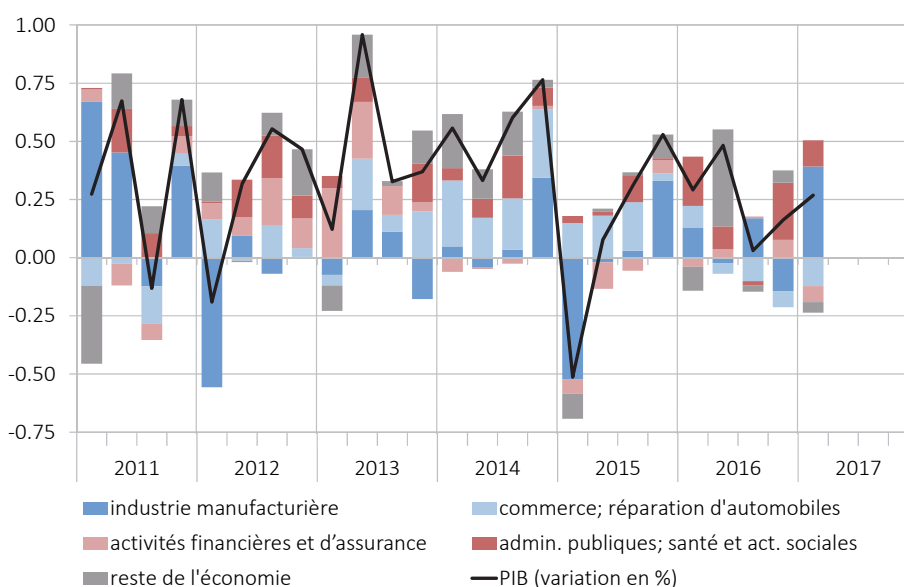 1.00
0.75
0.50
0.25
0.00
-0.25
-0.50
-0.75
2011 2012 2013 2014 2015 2016 2017
industrie manufacturière commerce; réparation d'automobiles
activités financières et d’assurance admin. publiques; santé et act. sociales
reste de l'économie PIB (variation en %)